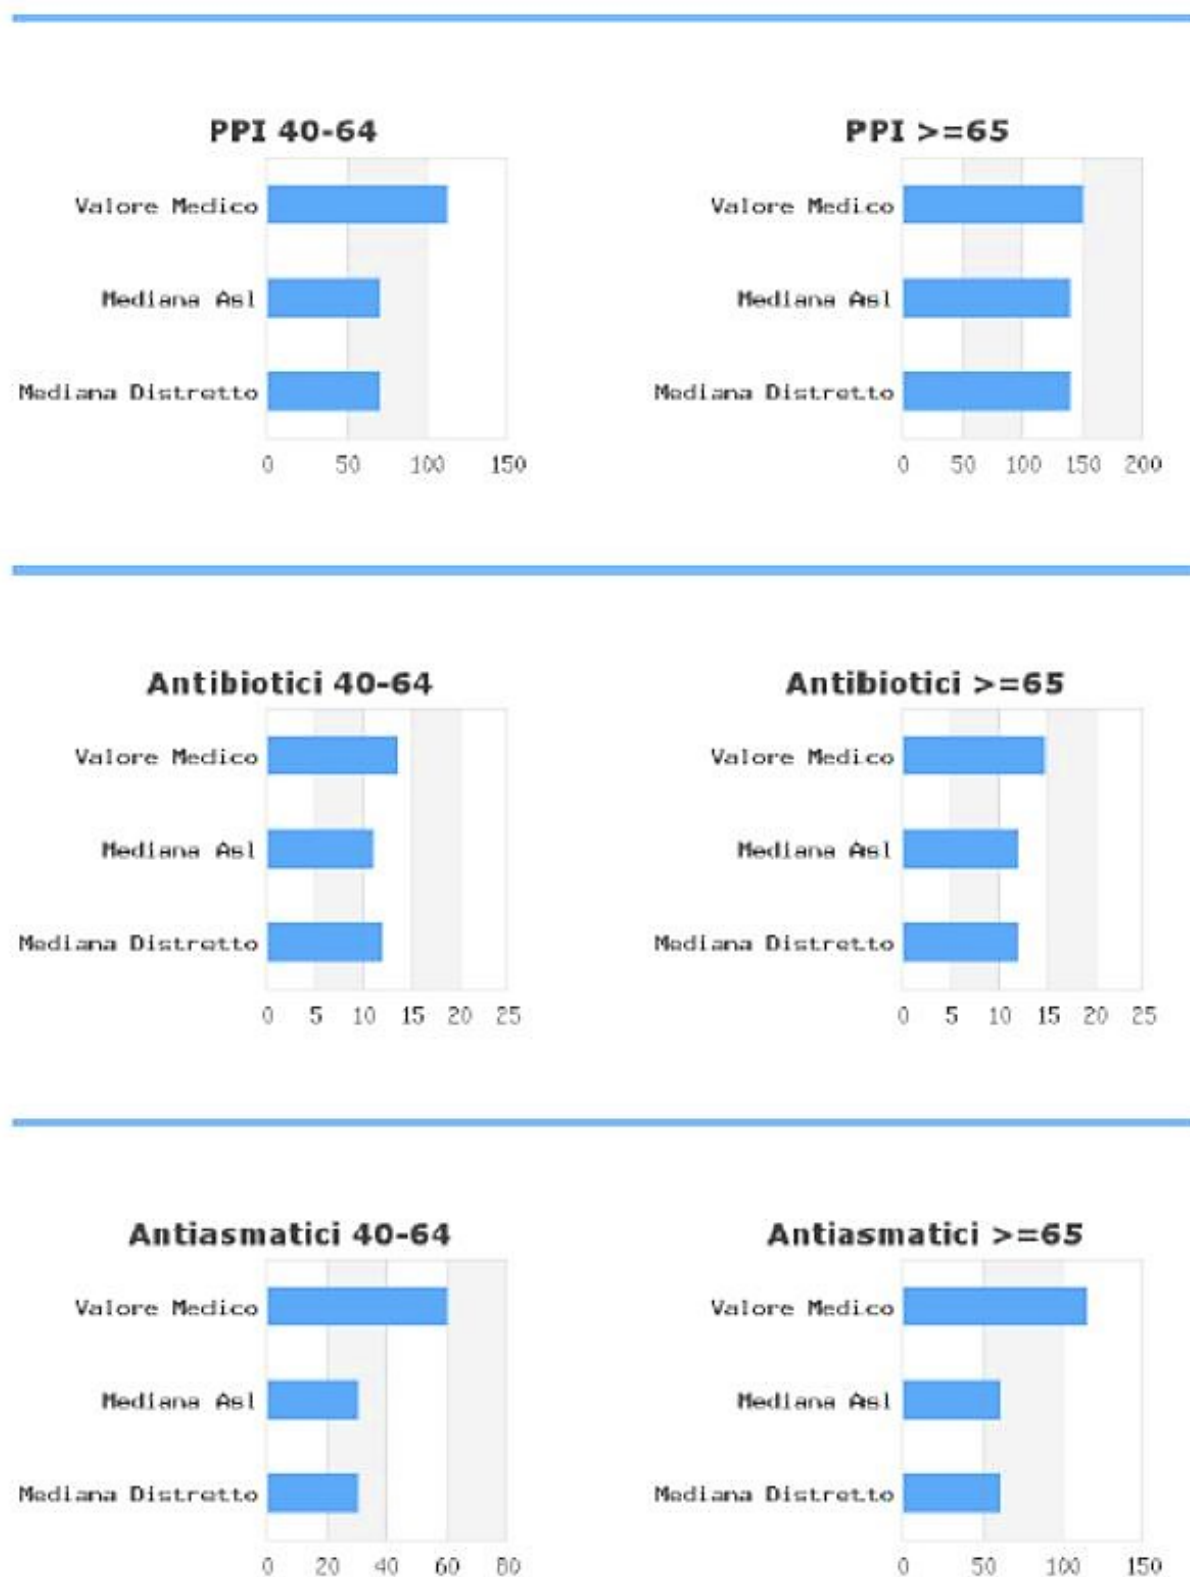 PPI 40-64
Valore Medico
Mediana Asl
Mediana Distretto
0 50 100 150
PPI >=65
Valore Medico
Mediana Asl
Mediana Distretto
0 50 100 150 200
Antibiotici 40-64
Valore Medico
Mediana Asl
Mediana Distretto
0 5 10 15 20 25
Antibiotici >=65
Valore Medico
Mediana Asl
Mediana Distretto
0 5 10 15 20 25
Antiasmatici 40-64
Valore Medico
Mediana Asl
Mediana Distretto
0 20 40 60 80
Antiasmatici >=65
Valore Medico
Mediana Asl
Mediana Distretto
0 50 100 150